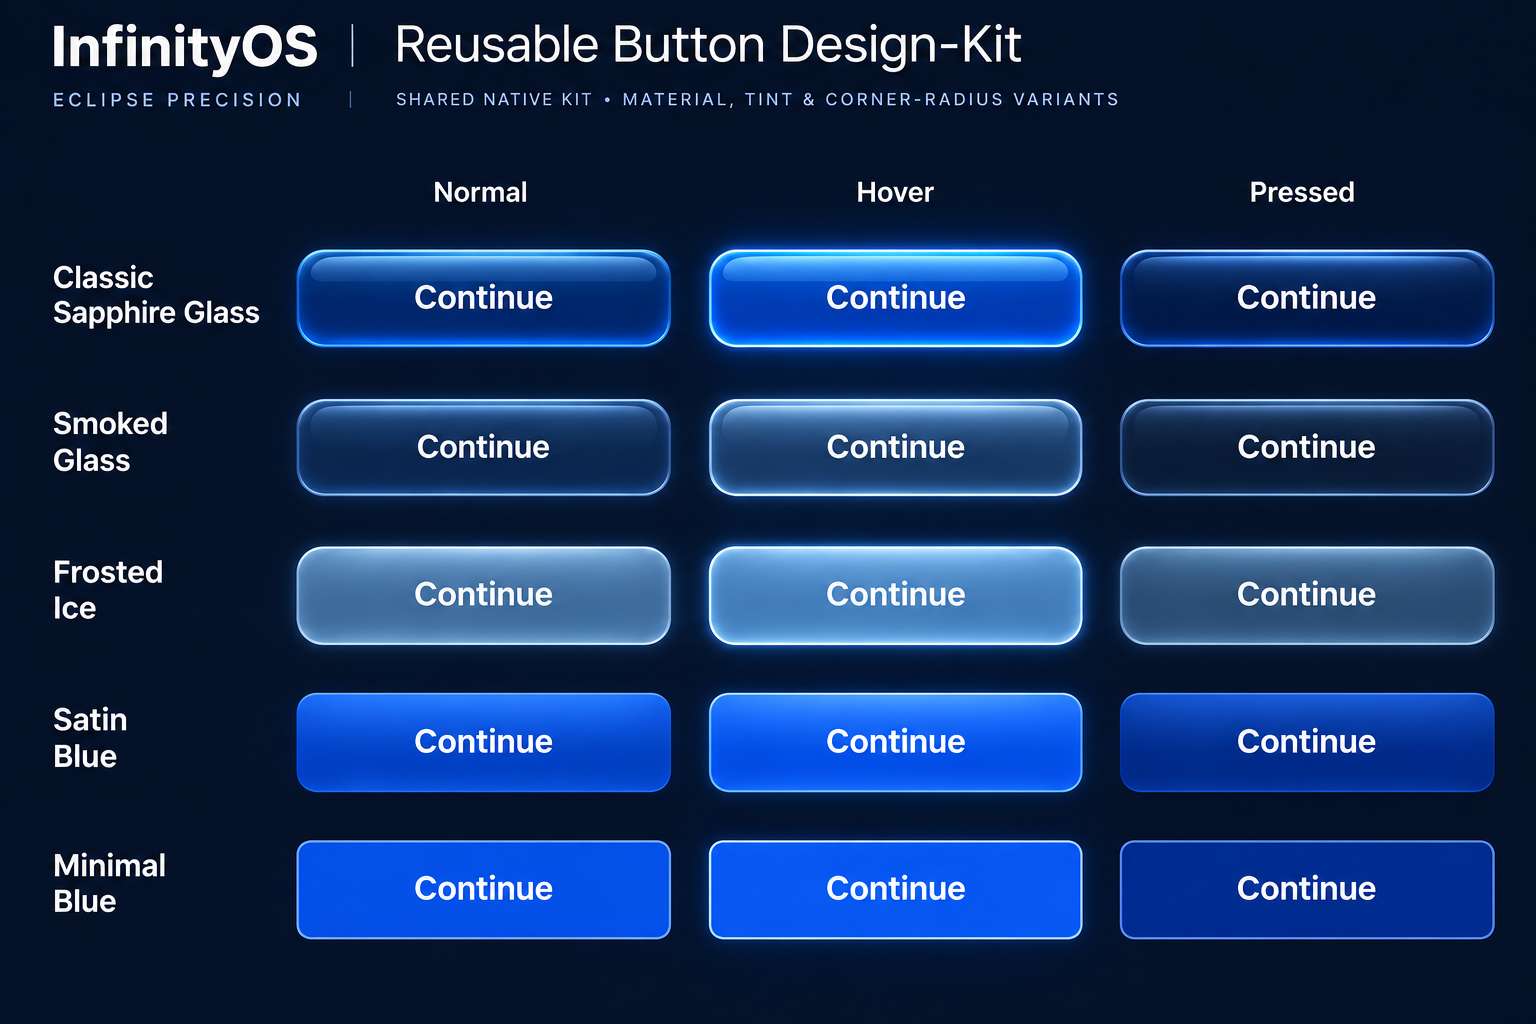 InfinityOS | Reusable Button Design-Kit
ECLIPSE PRECISION | SHARED NATIVE KIT • MATERIAL, TINT & CORNER-RADIUS VARIANTS
Normal Hover Pressed
Classic
Sapphire Glass
Continue Continue Continue
Smoked
Glass
Continue Continue Continue
Frosted
Ice
Continue Continue Continue
Satin
Blue
Continue Continue Continue
Minimal
Blue
Continue Continue Continue